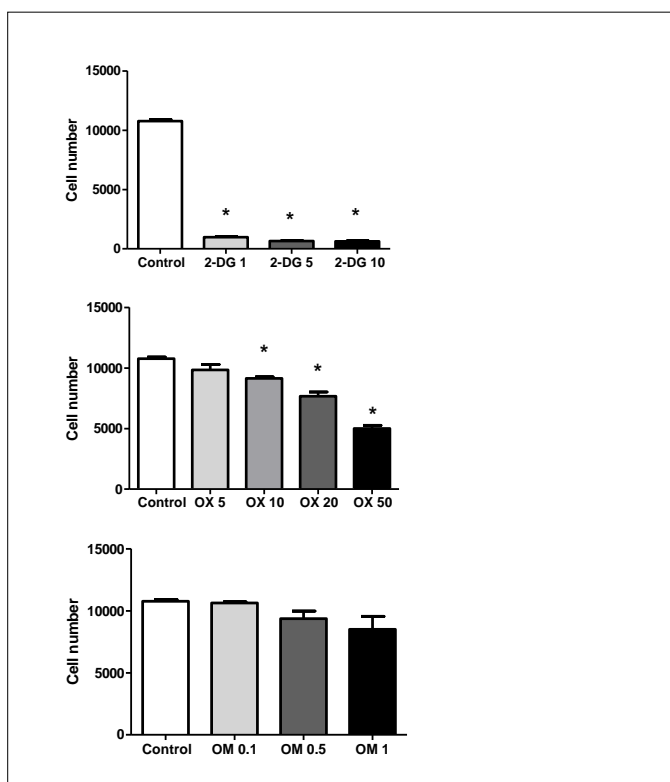 15000
10000
5000
0
Cell number
* * *
Control 2-DG 1 2-DG 5 2-DG 10
15000
10000
5000
0
Cell number
* * *
Control OX 5 OX 10 OX 20 OX 50
15000
10000
5000
0
Cell number
Control OM 0.1 OM 0.5 OM 1